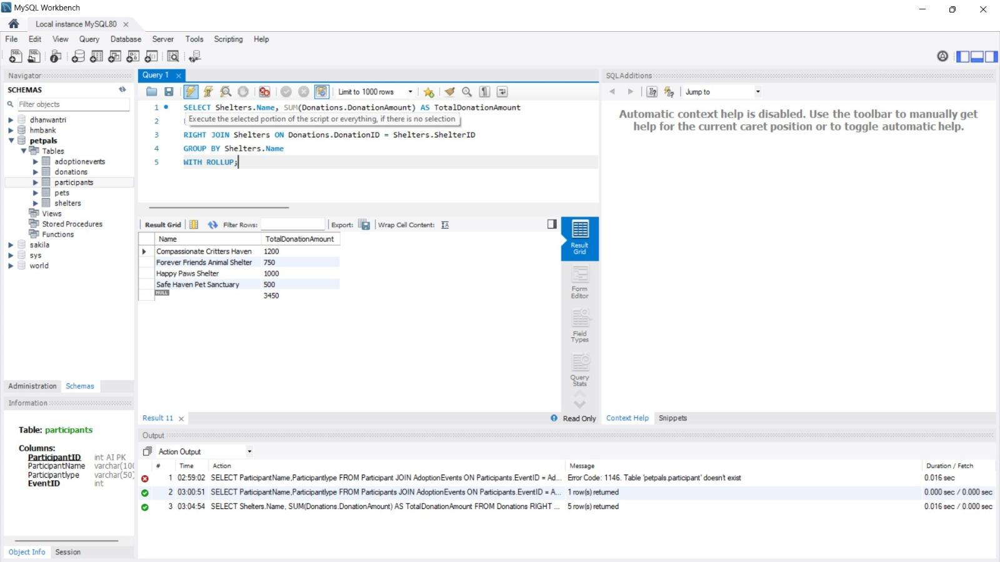 MySQL Workbench
Local instance MySQL80
File Edit View Query Database Server Tools Scripting Help
Navigator
SCHEMAS
Filter objects
dhanwantri
hmbank
petpals
Tables
adoptionevents
donations
participants
pets
shelters
Views
Stored Procedures
Functions
sakila
sys
world
Administration Schemas
Information
Table: participants
Columns:
ParticipantID int AI PK
ParticipantName varchar(100
Participantlype varchar(50)
EventID int
Object Info Session
Query 1
Limit to 1000 rows
1 SELECT Shelters.Name, SUM(Donations.DonationAmount) AS TotalDonationAmount
2
Execute the selected portion of the script or everything, if there is no selection
3 RIGHT JOIN Shelters ON Donations.DonationID = Shelters.ShelterID
4 GROUP BY Shelters.Name
5 WITH ROLLUP;
Result Grid Filter Rows: Export: Wrap Cell Content:
Name TotalDonationAmount
Compassionate Critters Haven 1200
Forever Friends Animal Shelter 750
Happy Paws Shelter 1000
Safe Haven Pet Sanctuary 500
NULL 3450
Result
Grid
Form
Editor
Field
Types
Query
Stats
Result 11
Read Only
SQLAdditions
Jump to
Automatic context help is disabled. Use the toolbar to manually get
help for the current caret position or to toggle automatic help.
Context Help Snippets
Output
Action Output
# Time Action Message Duration / Fetch
1 02:59:02 SELECT ParticipantName,Participantlype FROM Participant JOIN AdoptionEvents ON Participants.EventID = Ad... Error Code: 1146. Table 'petpals.participant' doesn't exist 0.016 sec
2 03:00:51 SELECT ParticipantName,Participantlype FROM Participants JOIN AdoptionEvents ON Participants.EventID = A... 1 row(s) returned 0.000 sec / 0.000 sec
3 03:04:54 SELECT Shelters.Name, SUM(Donations.DonationAmount) AS TotalDonationAmount FROM Donations RIGHT ... 5 row(s) returned 0.016 sec / 0.000 sec